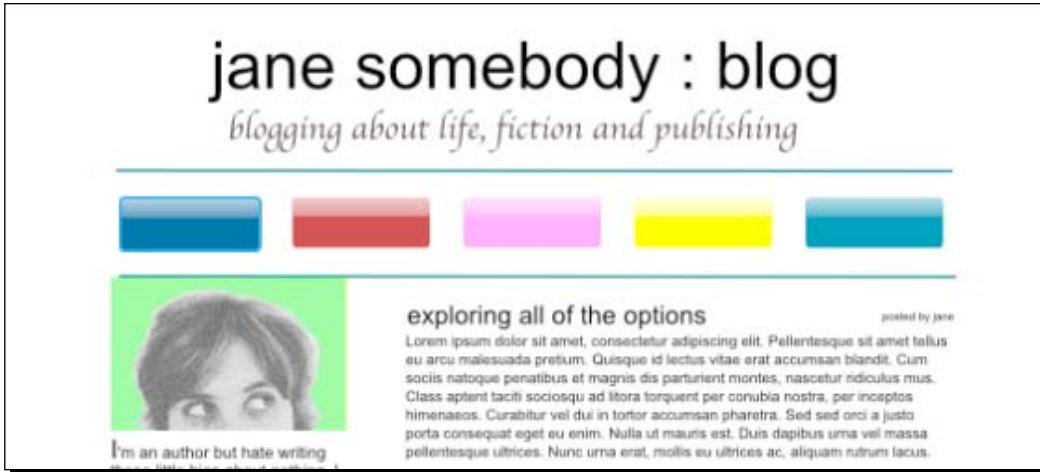 jane somebody : blog
blogging about life, fiction and publishing
exploring all of the options
posted by jane
Lorem ipsum dolor sit amet, consectetur adipiscing elit. Pellentesque sit amet tellus
eu arcu malesuada pretium. Quisque id lectus vitae erat accumsan blandit. Cum
sociis natoque penatibus et magnis dis parturient montes, nascetur ridiculus mus.
Class aptent taciti sociosqu ad litora torquent per conubia nostra, per inceptos
himenaeos. Curabitur vel dui in tortor accumsan pharetra. Sed sed orci a justo
porta consequat eget eu enim. Nulla ut mauris est. Duis dapibus urna vel massa
pellentesque ultrices. Nunc urna erat, mollis eu ultrices ac, aliquam rutrum lacus.
I'm an author but hate writing